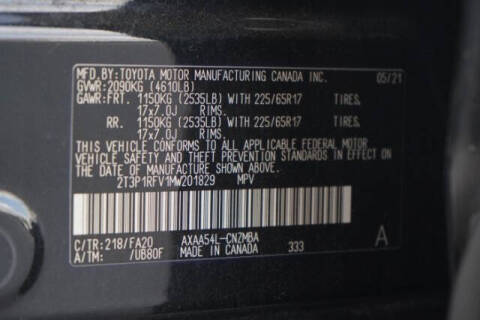 MFD. BY:TOYOTA MOTOR MANUFACTURING CANADA INC. 05/21
GVWR:2090KG (4610LB)
GAWR:FRT. 1150KG (2535LB) WITH 225/65R17 TIRES,
17x7.0J RIMS.
RR. 1150KG (2535LB) WITH 225/65R17 TIRES,
17x7.0J RIMS.
THIS VEHICLE CONFORMS TO ALL APPLICABLE FEDERAL MOTOR
VEHICLE SAFETY AND THEFT PREVENTION STANDARDS IN EFFECT
ON THE DATE OF MANUFACTURE SHOWN ABOVE.
2T3P1RFV1MW201829 MPV
C/TR:218/FA20 AXAA54L-CNZMBA
A/TM: /UB80F MADE IN CANADA 333 A